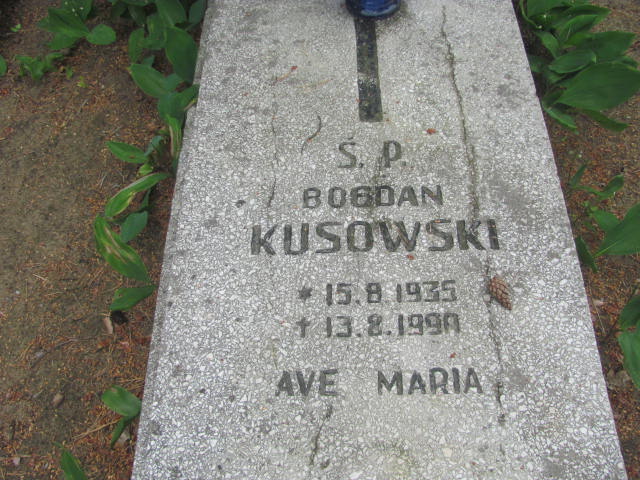 Ś. P.
BOGDAN
KUSOWSKI
* 15.8.1935
† 13.8.1990
AVE MARIA